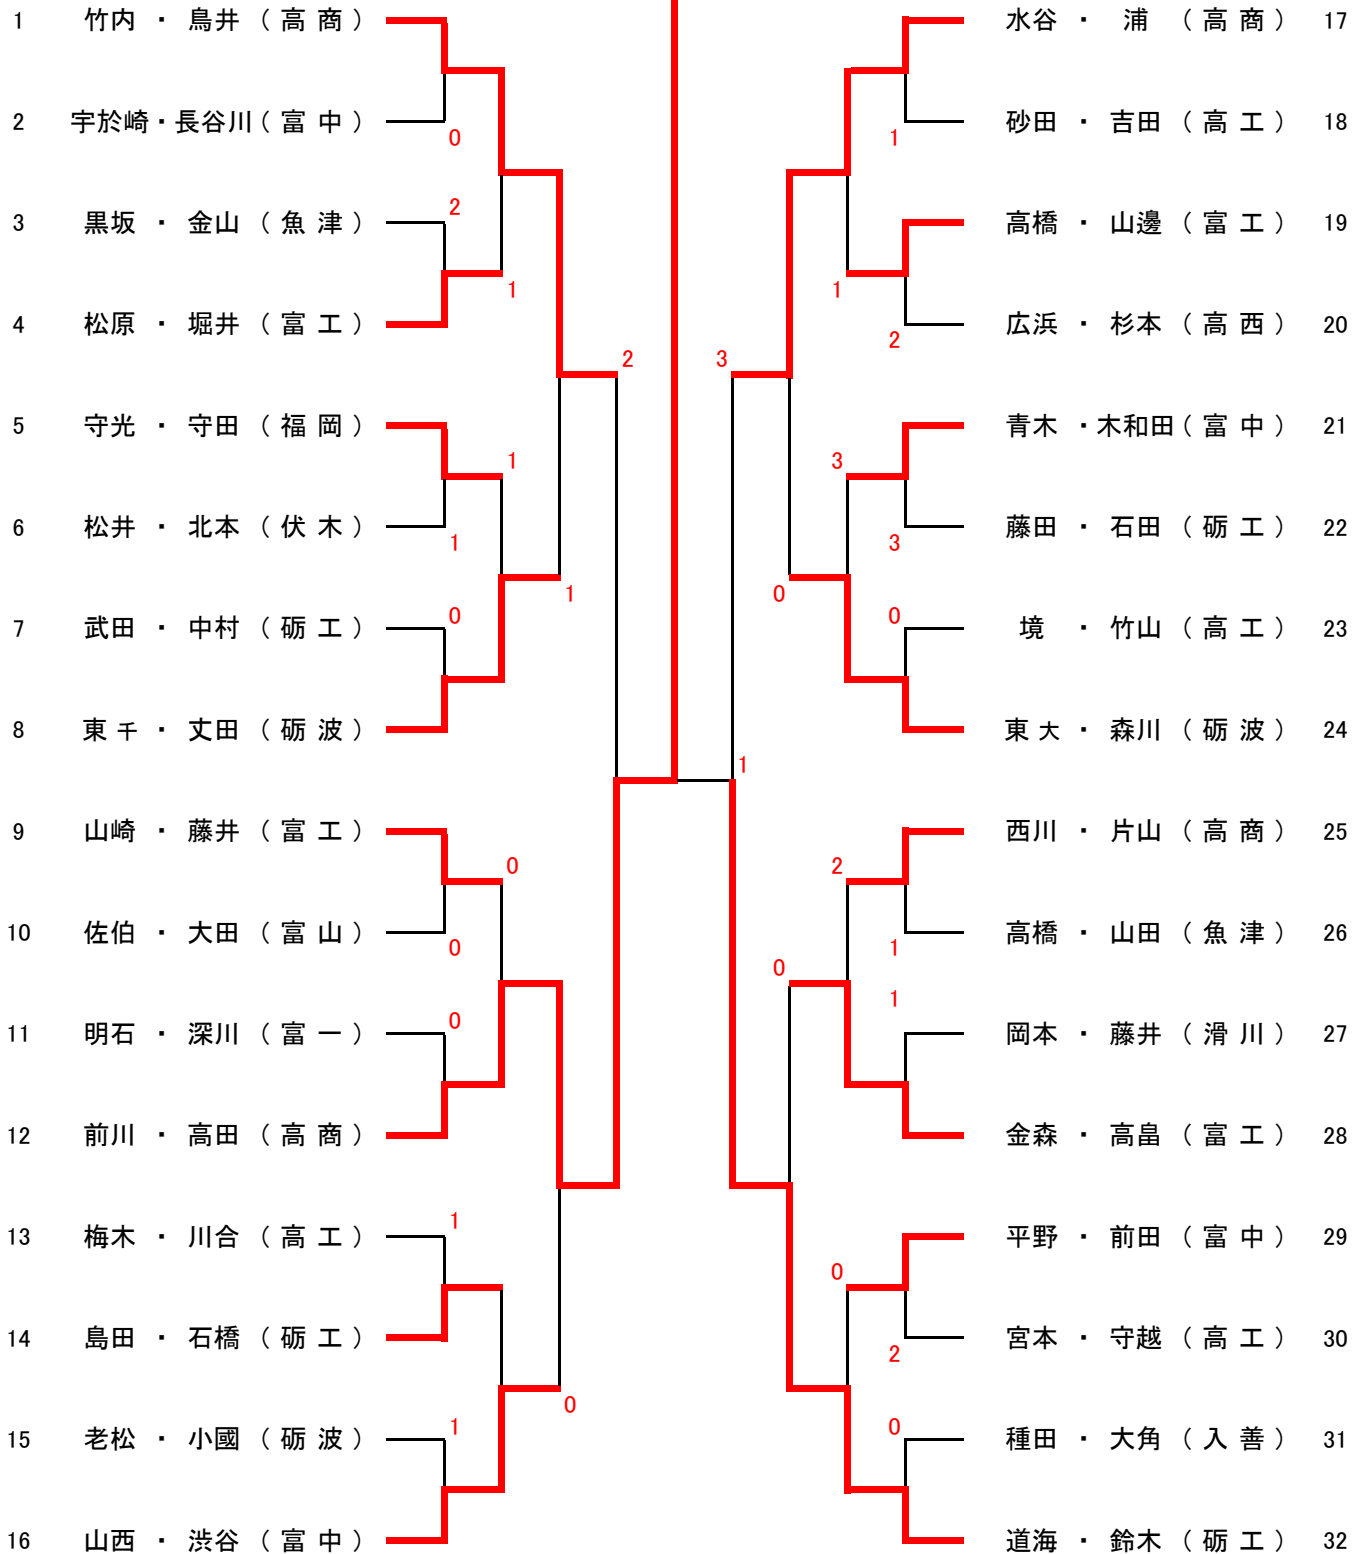 1 竹内 ・ 鳥井 （ 高 商 ）
2 宇於崎・長谷川（ 富 中 ）
0
3 黒坂 ・ 金山 （ 魚 津 ）
2
4 松原 ・ 堀井 （ 富 工 ）
1
5 守光 ・ 守田 （ 福 岡 ）
1
6 松井 ・ 北本 （ 伏 木 ）
1
7 武田 ・ 中村 （ 砺 工 ）
0
1
8 東 千 ・ 丈田 （ 砺 波 ）
2
9 山崎 ・ 藤井 （ 富 工 ）
0
10 佐伯 ・ 大田 （ 富 山 ）
0
11 明石 ・ 深川 （ 富 一 ）
0
12 前川 ・ 高田 （ 高 商 ）
13 梅木 ・ 川合 （ 高 工 ）
1
14 島田 ・ 石橋 （ 砺 工 ）
0
15 老松 ・ 小國 （ 砺 波 ）
1
16 山西 ・ 渋谷 （ 富 中 ）
水谷 ・ 浦 （ 高 商 ） 17
砂田 ・ 吉田 （ 高 工 ） 18
1
高橋 ・ 山邊 （ 富 工 ） 19
1
広浜 ・ 杉本 （ 高 西 ） 20
2
3
青木 ・木和田（ 富 中 ） 21
3
藤田 ・ 石田 （ 砺 工 ） 22
3
0
境 ・ 竹山 （ 高 工 ） 23
0
東 大 ・ 森川 （ 砺 波 ） 24
1
西川 ・ 片山 （ 高 商 ） 25
2
高橋 ・ 山田 （ 魚 津 ） 26
1
0
岡本 ・ 藤井 （ 滑 川 ） 27
1
金森 ・ 高畠 （ 富 工 ） 28
平野 ・ 前田 （ 富 中 ） 29
0
宮本 ・ 守越 （ 高 工 ） 30
2
種田 ・ 大角 （ 入 善 ） 31
0
道海 ・ 鈴木 （ 砺 工 ） 32